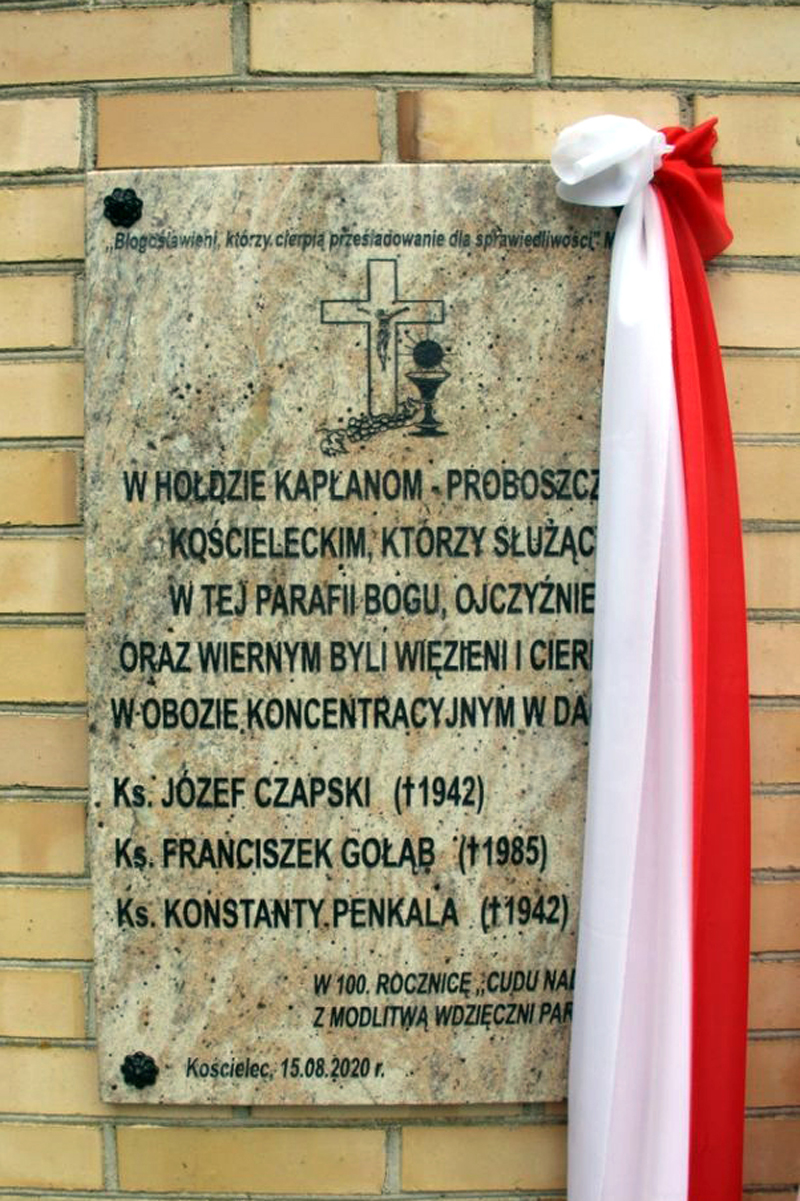 „Błogosławieni, którzy cierpią prześladowanie dla sprawiedliwości"
W HOŁDZIE KAPŁANOM - PROBOSZCZ
KOŚCIELECKIM, KTÓRZY SŁUŻĄC
W TEJ PARAFII BOGU, OJCZYŹNIE
ORAZ WIERNYM BYLI WIĘZIENI I CIER
W OBOZIE KONCENTRACYJNYM W DA
Ks. JÓZEF CZAPSKI (†1942)
Ks. FRANCISZEK GOŁĄB (†1985)
Ks. KONSTANTY PENKALA (†1942)
W 100. ROCZNICĘ „CUDU NAD
Z MODLITWĄ WDZIĘCZNI PAR
Kościelec, 15.08.2020 r.